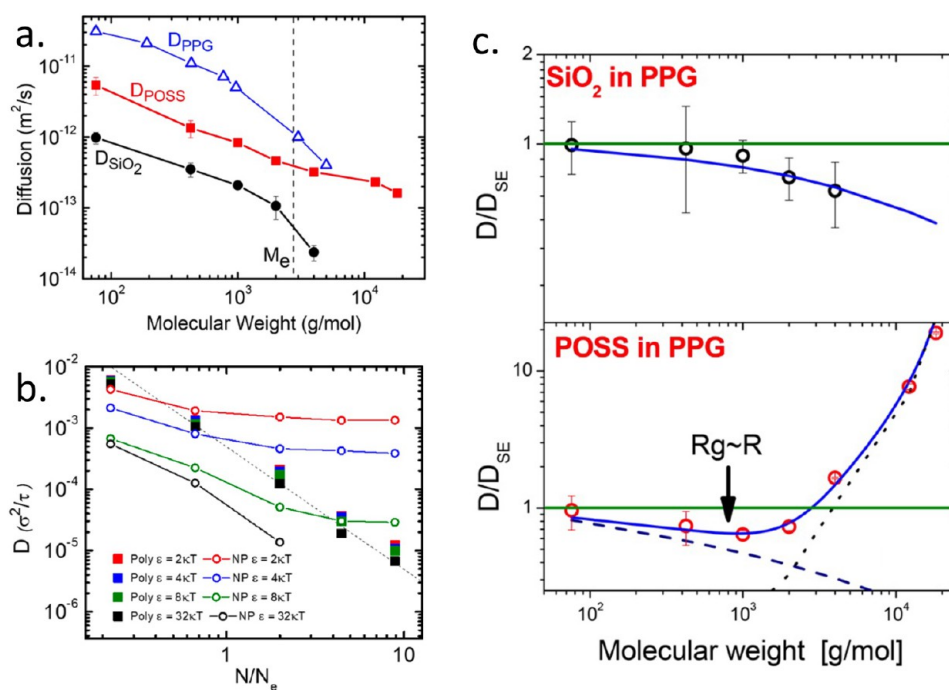 a.
Diffusion (m²/s)
10⁻¹¹
10⁻¹²
10⁻¹³
10⁻¹⁴
D_PPG
D_POSS
D_SiO₂
M_e
10² 10³ 10⁴
Molecular Weight (g/mol)
b.
D (σ²/τ)
10⁻²
10⁻³
10⁻⁴
10⁻⁵
10⁻⁶
Poly ε = 2κT NP ε = 2κT
Poly ε = 4κT NP ε = 4κT
Poly ε = 8κT NP ε = 8κT
Poly ε = 32κT NP ε = 32κT
1 10
N/N_e
c.
2
SiO₂ in PPG
1
D/D_SE
POSS in PPG
10
Rg~R
D/D_SE
1
10² 10³ 10⁴
Molecular weight [g/mol]